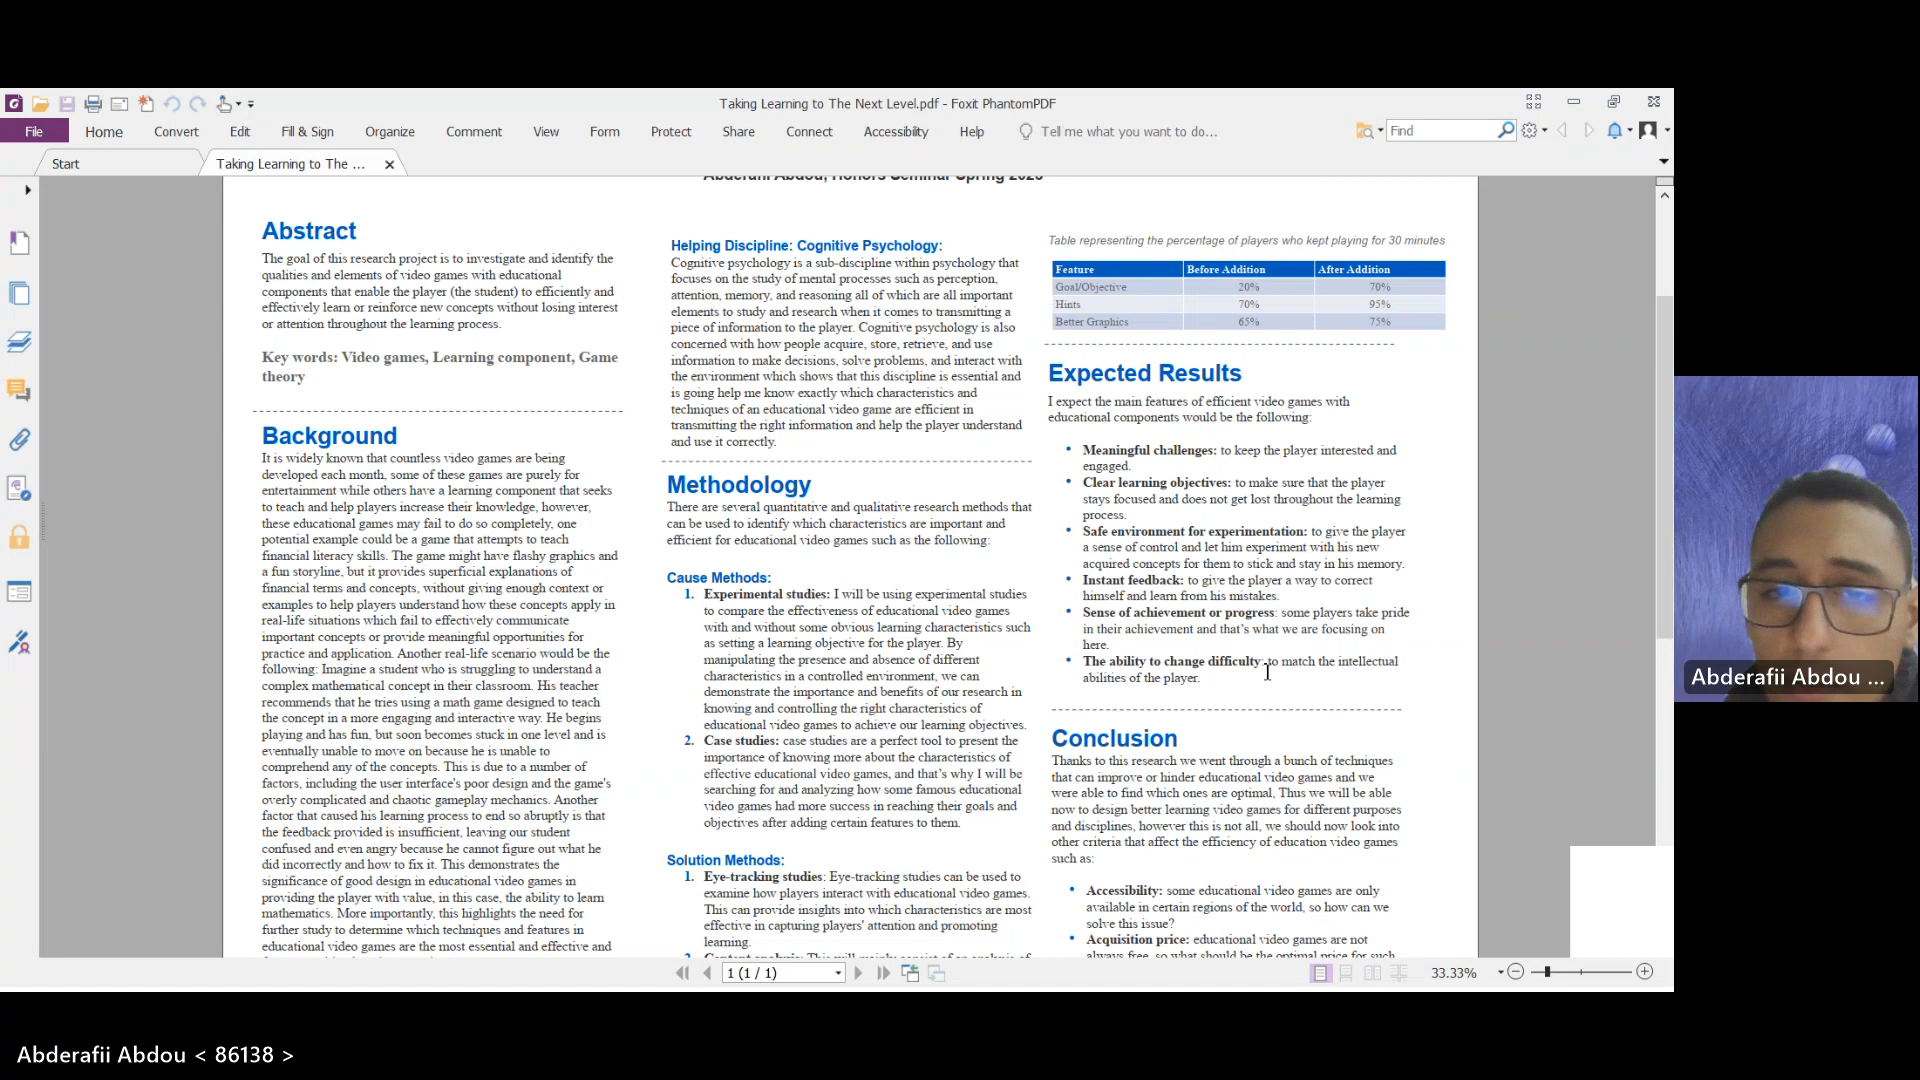 Taking Learning to The Next Level.pdf - Foxit PhantomPDF
File Home Convert Edit Fill & Sign Organize Comment View Form Protect Share Connect Accessibility Help Tell me what you want to do... Find
Start Taking Learning to The ...
Abderafii Abdou, Honors Seminar Spring 2023
Abstract
The goal of this research project is to investigate and identify the
qualities and elements of video games with educational
components that enable the player (the student) to efficiently and
effectively learn or reinforce new concepts without losing interest
or attention throughout the learning process.
Key words: Video games, Learning component, Game
theory
Background
It is widely known that countless video games are being
developed each month, some of these games are purely for
entertainment while others have a learning component that seeks
to teach and help players increase their knowledge, however,
these educational games may fail to do so completely, one
potential example could be a game that attempts to teach
financial literacy skills. The game might have flashy graphics and
a fun storyline, but it provides superficial explanations of
financial terms and concepts, without giving enough context or
examples to help players understand how these concepts apply in
real-life situations which fail to effectively communicate
important concepts or provide meaningful opportunities for
practice and application. Another real-life scenario would be the
following: Imagine a student who is struggling to understand a
complex mathematical concept in their classroom. His teacher
recommends that he tries using a math game designed to teach
the concept in a more engaging and interactive way. He begins
playing and has fun, but soon becomes stuck in one level and is
eventually unable to move on because he is unable to
comprehend any of the concepts. This is due to a number of
factors, including the user interface's poor design and the game's
overly complicated and chaotic gameplay mechanics. Another
factor that caused his learning process to end so abruptly is that
the feedback provided is insufficient, leaving our student
confused and even angry because he cannot figure out what he
did incorrectly and how to fix it. This demonstrates the
significance of good design in educational video games in
providing the player with value, in this case, the ability to learn
mathematics. More importantly, this highlights the need for
further study to determine which techniques and features in
educational video games are the most essential and effective and
Helping Discipline: Cognitive Psychology:
Cognitive psychology is a sub-discipline within psychology that
focuses on the study of mental processes such as perception,
attention, memory, and reasoning all of which are all important
elements to study and research when it comes to transmitting a
piece of information to the player. Cognitive psychology is also
concerned with how people acquire, store, retrieve, and use
information to make decisions, solve problems, and interact with
the environment which shows that this discipline is essential and
is going help me know exactly which characteristics and
techniques of an educational video game are efficient in
transmitting the right information and help the player understand
and use it correctly.
Methodology
There are several quantitative and qualitative research methods that
can be used to identify which characteristics are important and
efficient for educational video games such as the following:
Cause Methods:
1. Experimental studies: I will be using experimental studies
to compare the effectiveness of educational video games
with and without some obvious learning characteristics such
as setting a learning objective for the player. By
manipulating the presence and absence of different
characteristics in a controlled environment, we can
demonstrate the importance and benefits of our research in
knowing and controlling the right characteristics of
educational video games to achieve our learning objectives.
2. Case studies: case studies are a perfect tool to present the
importance of knowing more about the characteristics of
effective educational video games, and that's why I will be
searching for and analyzing how some famous educational
video games had more success in reaching their goals and
objectives after adding certain features to them.
Solution Methods:
1. Eye-tracking studies: Eye-tracking studies can be used to
examine how players interact with educational video games.
This can provide insights into which characteristics are most
effective in capturing players' attention and promoting
learning.
2. Content analysis: This will mainly consist of an analysis of
Table representing the percentage of players who kept playing for 30 minutes
Feature Before Addition After Addition
Goal/Objective 20% 70%
Hints 70% 95%
Better Graphics 65% 75%
Expected Results
I expect the main features of efficient video games with
educational components would be the following:
• Meaningful challenges: to keep the player interested and
engaged.
• Clear learning objectives: to make sure that the player
stays focused and does not get lost throughout the learning
process.
• Safe environment for experimentation: to give the player
a sense of control and let him experiment with his new
acquired concepts for them to stick and stay in his memory.
• Instant feedback: to give the player a way to correct
himself and learn from his mistakes.
• Sense of achievement or progress: some players take pride
in their achievement and that's what we are focusing on
here.
• The ability to change difficulty: to match the intellectual
abilities of the player.
Conclusion
Thanks to this research we went through a bunch of techniques
that can improve or hinder educational video games and we
were able to find which ones are optimal, Thus we will be able
now to design better learning video games for different purposes
and disciplines, however this is not all, we should now look into
other criteria that affect the efficiency of education video games
such as:
• Accessibility: some educational video games are only
available in certain regions of the world, so how can we
solve this issue?
• Acquisition price: educational video games are not
always free, so what should be the optimal price for such
1 (1 / 1) 33.33%
Abderafii Abdou ...
Abderafii Abdou < 86138 >